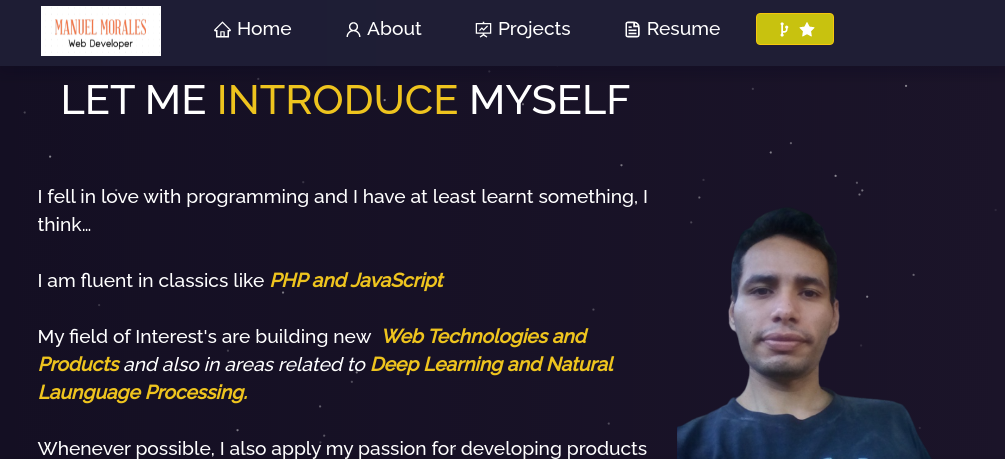 MANUEL MORALES
Web Developer
Home
About
Projects
Resume
LET ME INTRODUCE MYSELF
I fell in love with programming and I have at least learnt something, I
think…
I am fluent in classics like PHP and JavaScript
My field of Interest's are building new Web Technologies and
Products and also in areas related to Deep Learning and Natural
Launguage Processing.
Whenever possible, I also apply my passion for developing products